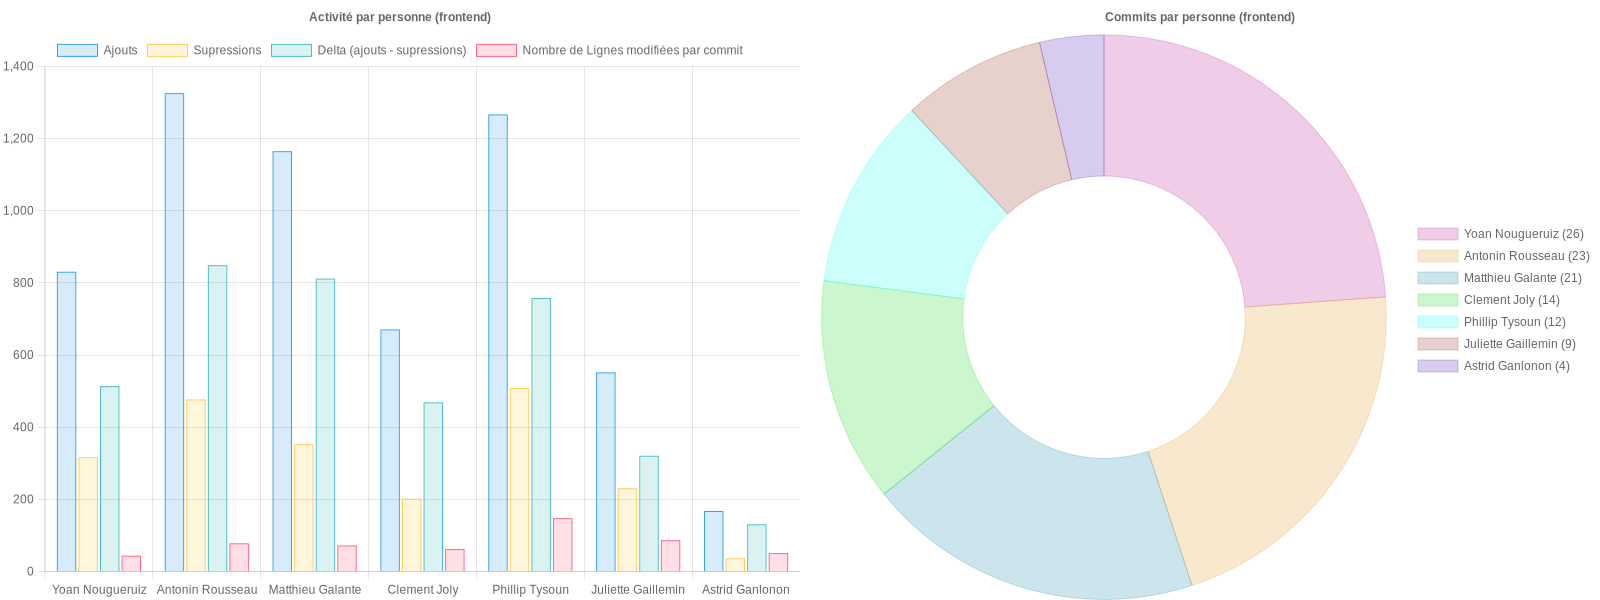 Activité par personne (frontend)
Ajouts
Supressions
Delta (ajouts - supressions)
Nombre de Lignes modifiées par commit
1,400
1,200
1,000
800
600
400
200
0
Yoan Nougueruiz
Antonin Rousseau
Matthieu Galante
Clement Joly
Phillip Tysoun
Juliette Gaillemin
Astrid Ganlonon
Commits par personne (frontend)
Yoan Nougueruiz (26)
Antonin Rousseau (23)
Matthieu Galante (21)
Clement Joly (14)
Phillip Tysoun (12)
Juliette Gaillemin (9)
Astrid Ganlonon (4)